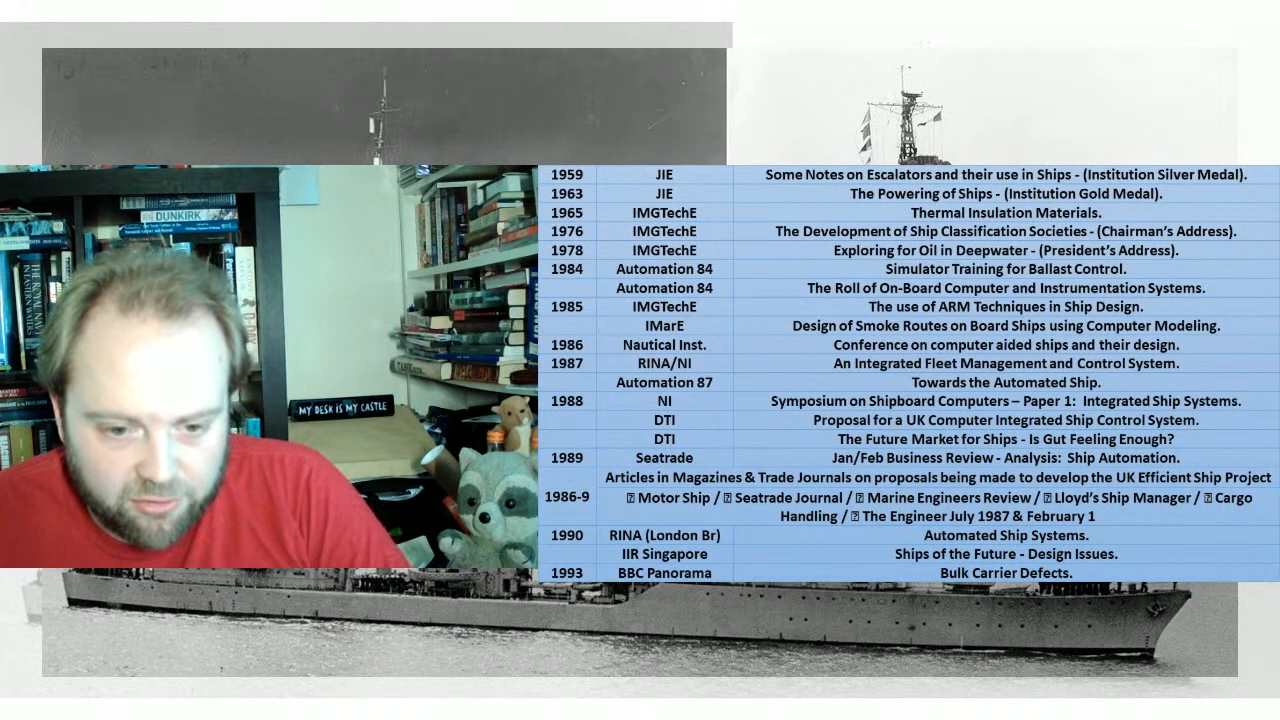 DUNKIRK
THE ROYAL NAVY
IN EASTERN WATERS
MY DESK IS MY CASTLE
1959 JIE Some Notes on Escalators and their use in Ships - (Institution Silver Medal).
1963 JIE The Powering of Ships - (Institution Gold Medal).
1965 IMGTechE Thermal Insulation Materials.
1976 IMGTechE The Development of Ship Classification Societies - (Chairman's Address).
1978 IMGTechE Exploring for Oil in Deepwater - (President's Address).
1984 Automation 84 Simulator Training for Ballast Control.
Automation 84 The Roll of On-Board Computer and Instrumentation Systems.
1985 IMGTechE The use of ARM Techniques in Ship Design.
IMarE Design of Smoke Routes on Board Ships using Computer Modeling.
1986 Nautical Inst. Conference on computer aided ships and their design.
1987 RINA/NI An Integrated Fleet Management and Control System.
Automation 87 Towards the Automated Ship.
1988 NI Symposium on Shipboard Computers – Paper 1: Integrated Ship Systems.
DTI Proposal for a UK Computer Integrated Ship Control System.
DTI The Future Market for Ships - Is Gut Feeling Enough?
1989 Seatrade Jan/Feb Business Review - Analysis: Ship Automation.
Articles in Magazines & Trade Journals on proposals being made to develop the UK Efficient Ship Project
1986-9 Motor Ship / Seatrade Journal / Marine Engineers Review / Lloyd's Ship Manager / Cargo
Handling / The Engineer July 1987 & February 1
1990 RINA (London Br) Automated Ship Systems.
IIR Singapore Ships of the Future - Design Issues.
1993 BBC Panorama Bulk Carrier Defects.